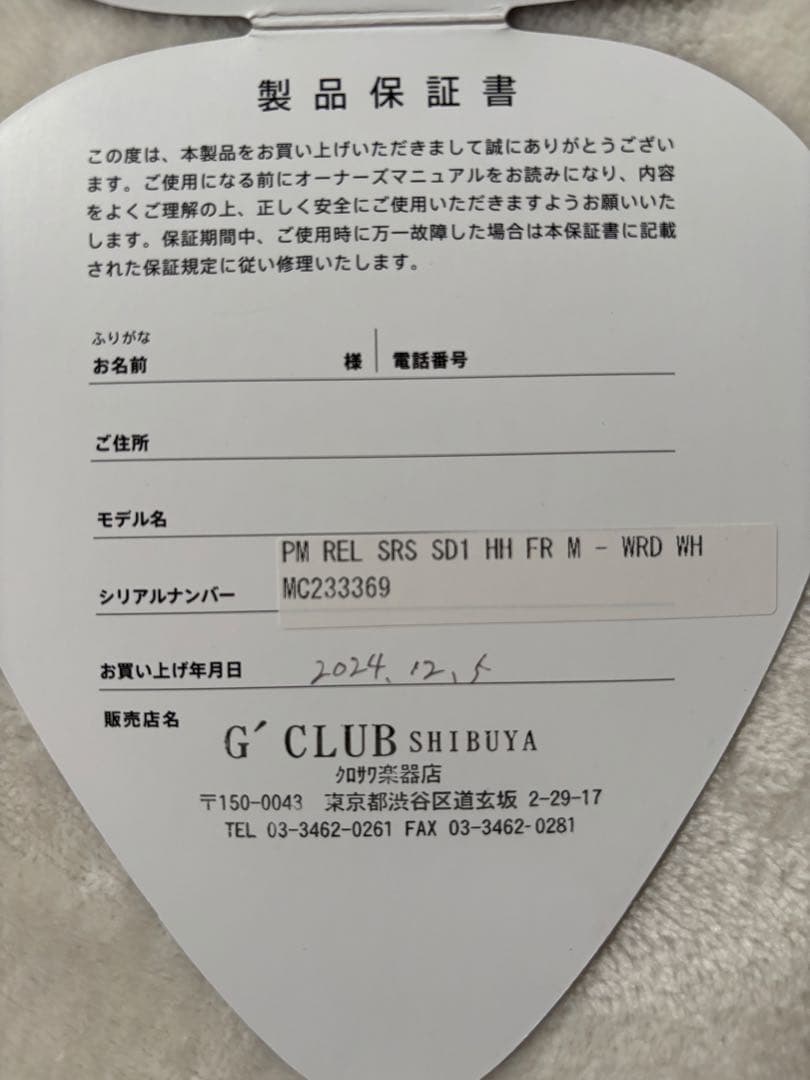 製品保証書
この度は、本製品をお買い上げいただきまして誠にありがとうござい
ます。ご使用になる前にオーナーズマニュアルをお読みになり、内容
をよくご理解の上、正しく安全にご使用いただきますようお願いいた
します。保証期間中、ご使用時に万一故障した場合は本保証書に記載
された保証規定に従い修理いたします。
ふりがな
お名前 様 電話番号
ご住所
モデル名
PM REL SRS SD1 HH FR M - WRD WH
シリアルナンバー MC233369
お買い上げ年月日 2024.12.5
販売店名
G´ CLUB SHIBUYA
クロサワ楽器店
〒150-0043 東京都渋谷区道玄坂 2-29-17
TEL 03-3462-0261 FAX 03-3462-0281